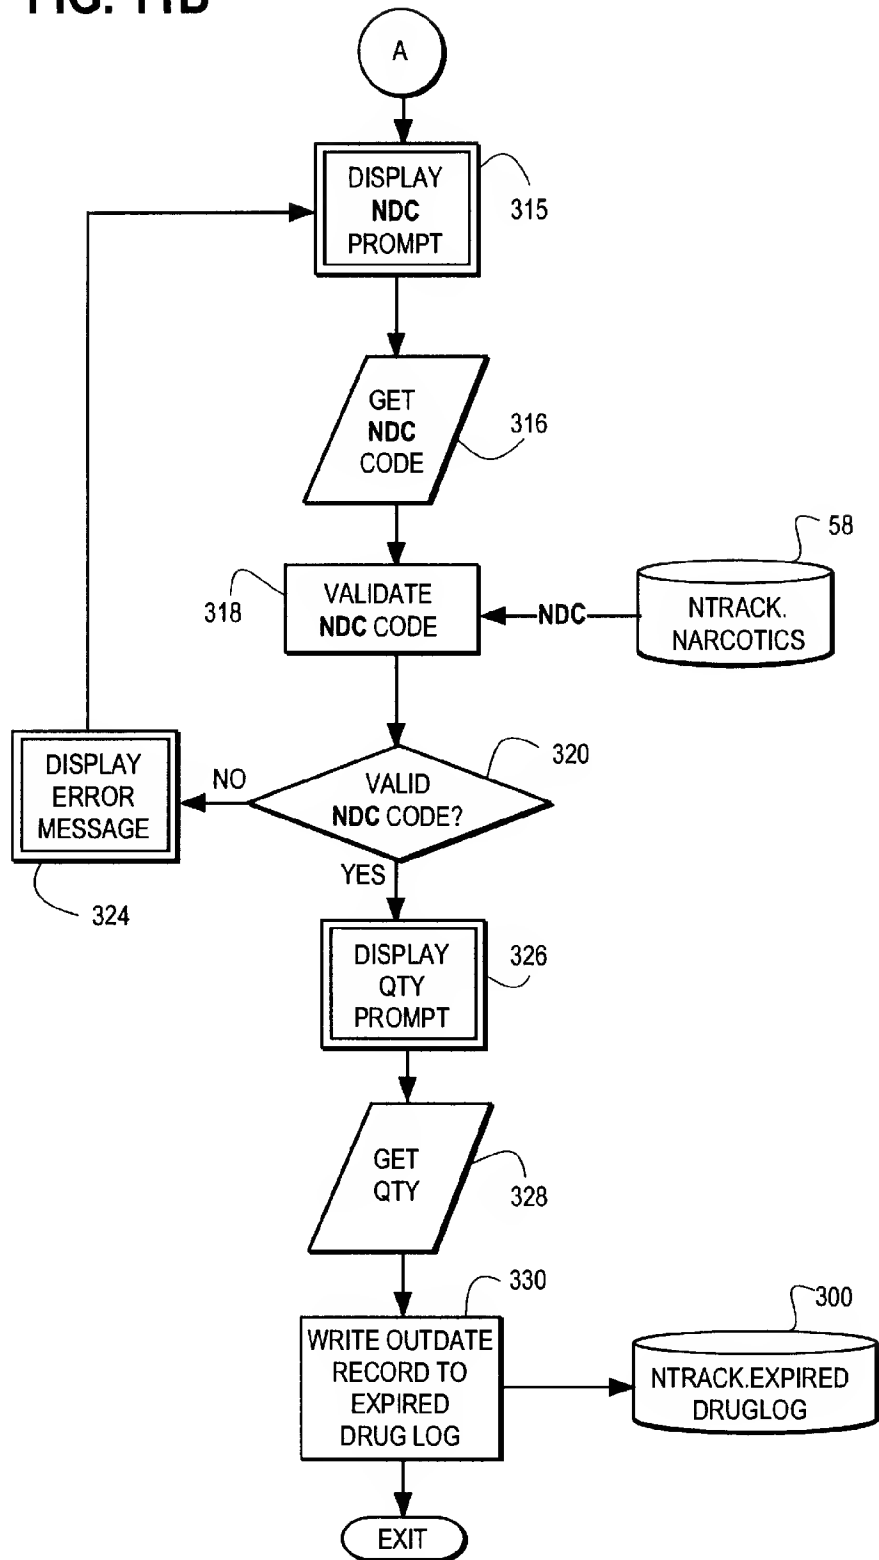 FIG. 11B
A
DISPLAY
NDC
PROMPT
315
GET
NDC
CODE
316
58
VALIDATE
NDC CODE
318
NDC
NTRACK.
NARCOTICS
320
VALID
NDC CODE?
NO
DISPLAY
ERROR
MESSAGE
324
YES
DISPLAY
QTY
PROMPT
326
GET
QTY
328
330
WRITE OUTDATE
RECORD TO
EXPIRED
DRUG LOG
300
NTRACK.EXPIRED
DRUGLOG
EXIT